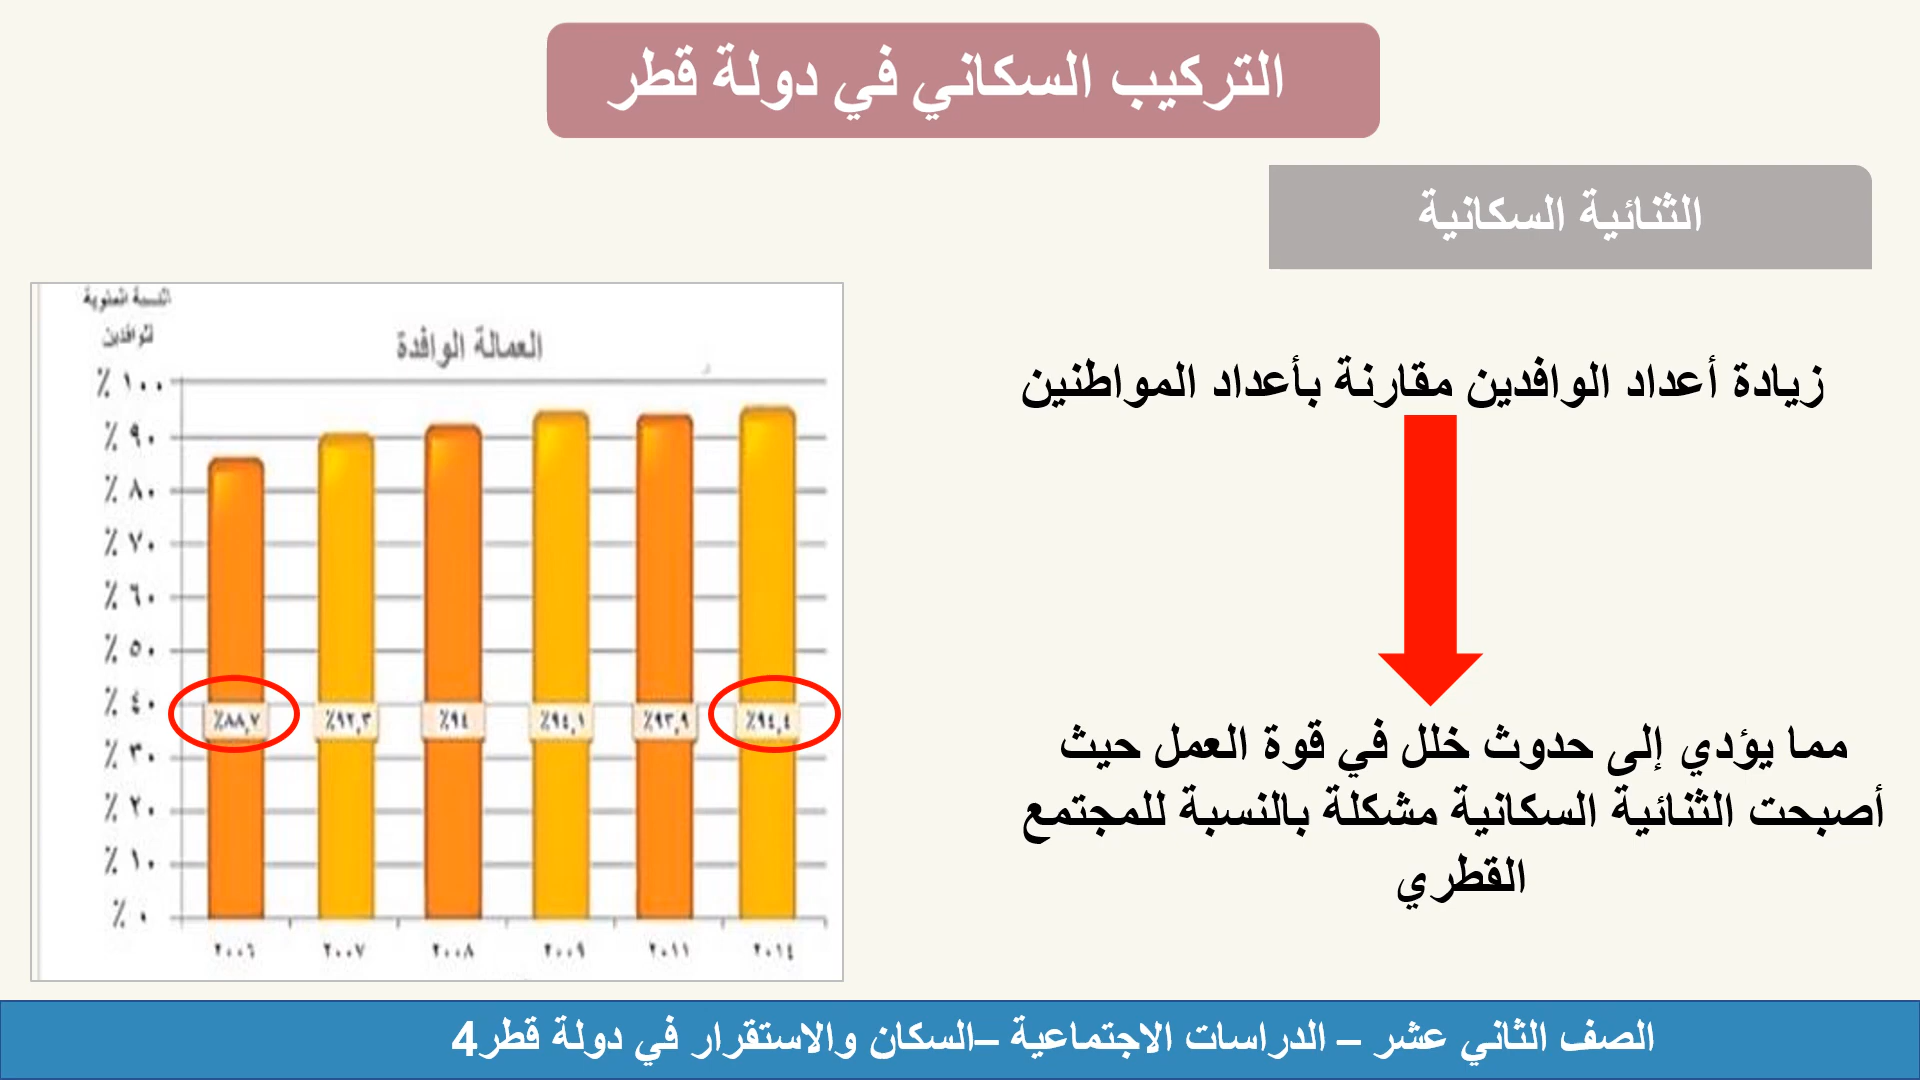 التركيب السكاني في دولة قطر
الثنائية السكانية
زيادة أعداد الوافدين مقارنة بأعداد المواطنين
مما يؤدي إلى حدوث خلل في قوة العمل حيث
أصبحت الثنائية السكانية مشكلة بالنسبة للمجتمع
القطري
النسبة المئوية
للوافدين
العمالة الوافدة
٪ ١٠٠
٪ ٩٠
٪ ٨٠
٪ ٧٠
٪ ٦٠
٪ ٥٠
٪ ٤٠
٪ ٣٠
٪ ٢٠
٪ ١٠
٪ ٠
٪٨٨,٧ ٪٩٢,٣ ٪٩٤ ٪٩٤,١ ٪٩٣,٩ ٪٩٤,٤
٢٠٠٦ ٢٠٠٧ ٢٠٠٨ ٢٠٠٩ ٢٠١١ ٢٠١٤
الصف الثاني عشر – الدراسات الاجتماعية –السكان والاستقرار في دولة قطر4